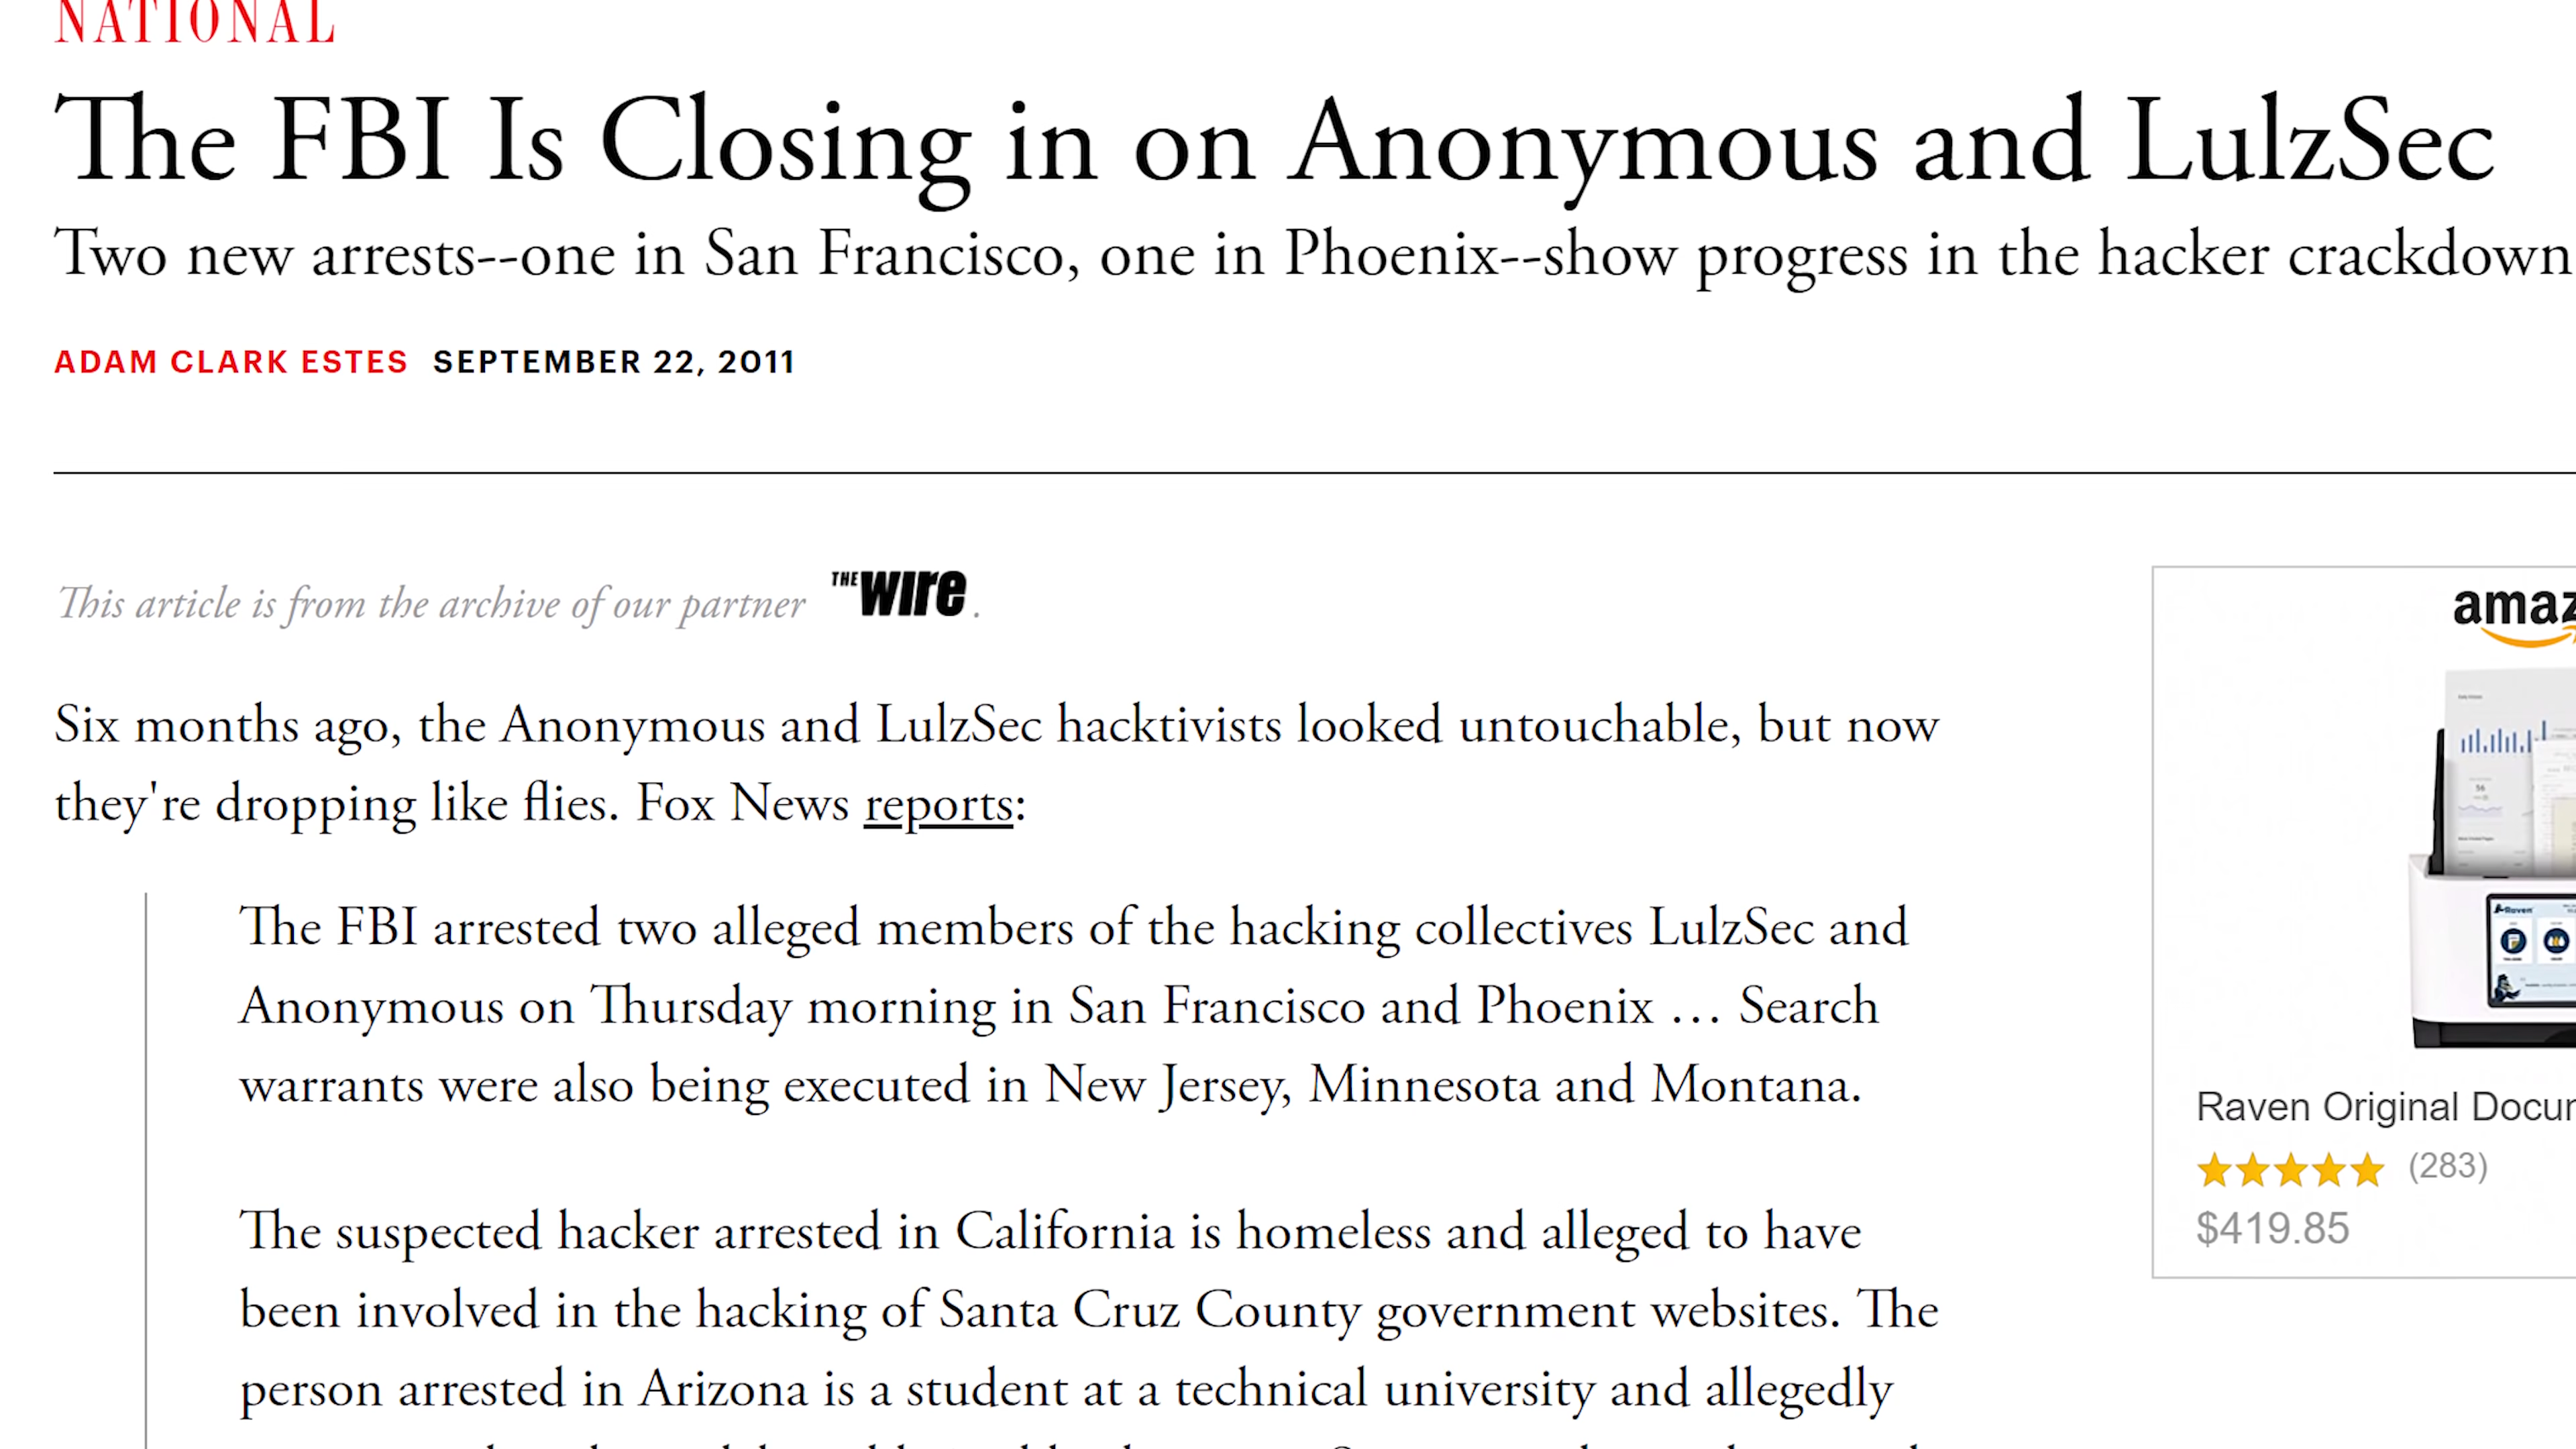 NATIONAL
The FBI Is Closing in on Anonymous and LulzSec
Two new arrests--one in San Francisco, one in Phoenix--show progress in the hacker crackdown
ADAM CLARK ESTES SEPTEMBER 22, 2011
This article is from the archive of our partner THE WIRE .
Six months ago, the Anonymous and LulzSec hacktivists looked untouchable, but now
they're dropping like flies. Fox News reports:
The FBI arrested two alleged members of the hacking collectives LulzSec and
Anonymous on Thursday morning in San Francisco and Phoenix … Search
warrants were also being executed in New Jersey, Minnesota and Montana.
The suspected hacker arrested in California is homeless and alleged to have
been involved in the hacking of Santa Cruz County government websites. The
person arrested in Arizona is a student at a technical university and allegedly
amaz
Raven
Raven Original Docu
(283)
$419.85